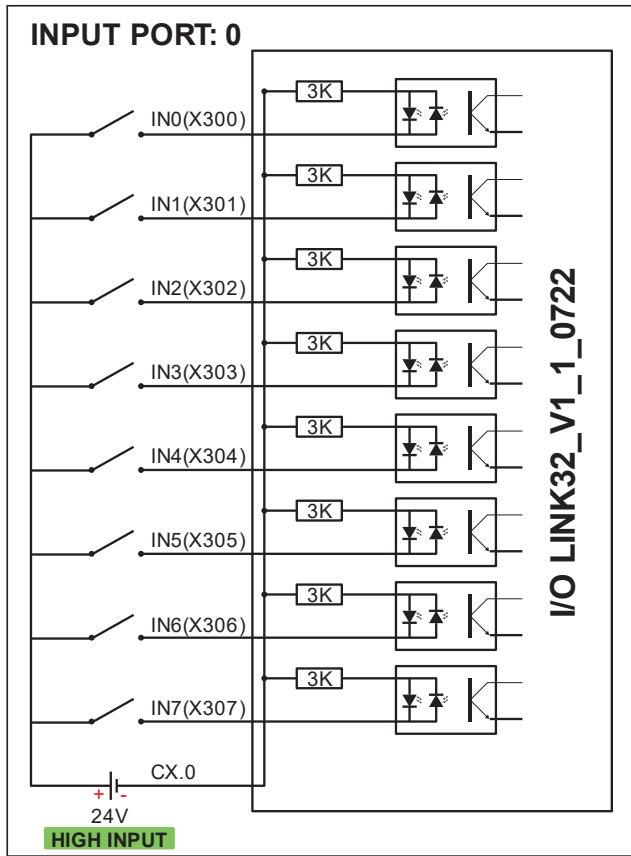 INPUT PORT: 0
3K
IN0(X300)
3K
IN1(X301)
3K
IN2(X302)
3K
IN3(X303)
3K
IN4(X304)
3K
IN5(X305)
3K
IN6(X306)
3K
IN7(X307)
I/O LINK32_V1_1_0722
CX.0
+ -
24V
HIGH INPUT